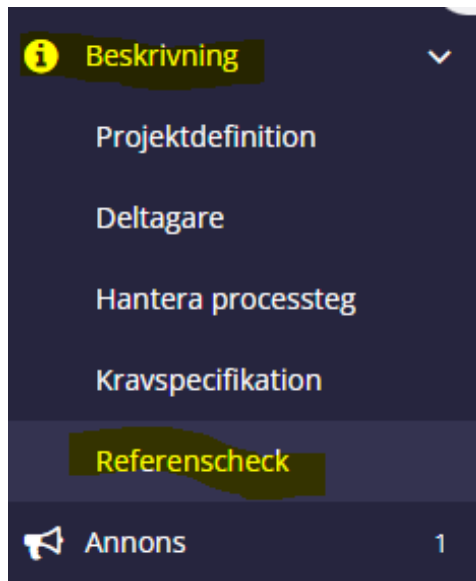 Beskrivning
Projektdefinition
Deltagare
Hantera processteg
Kravspecifikation
Referenscheck
Annons 1